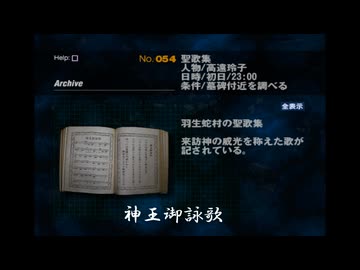 Help: □
No. 054
聖歌集
人物/高遠玲子
日時/初日/23:00
条件/墓碑付近を調べる
Archive
全表示
羽生蛇村の聖歌集
来訪神の威光を称えた歌が
記されている。
神王御詠歌